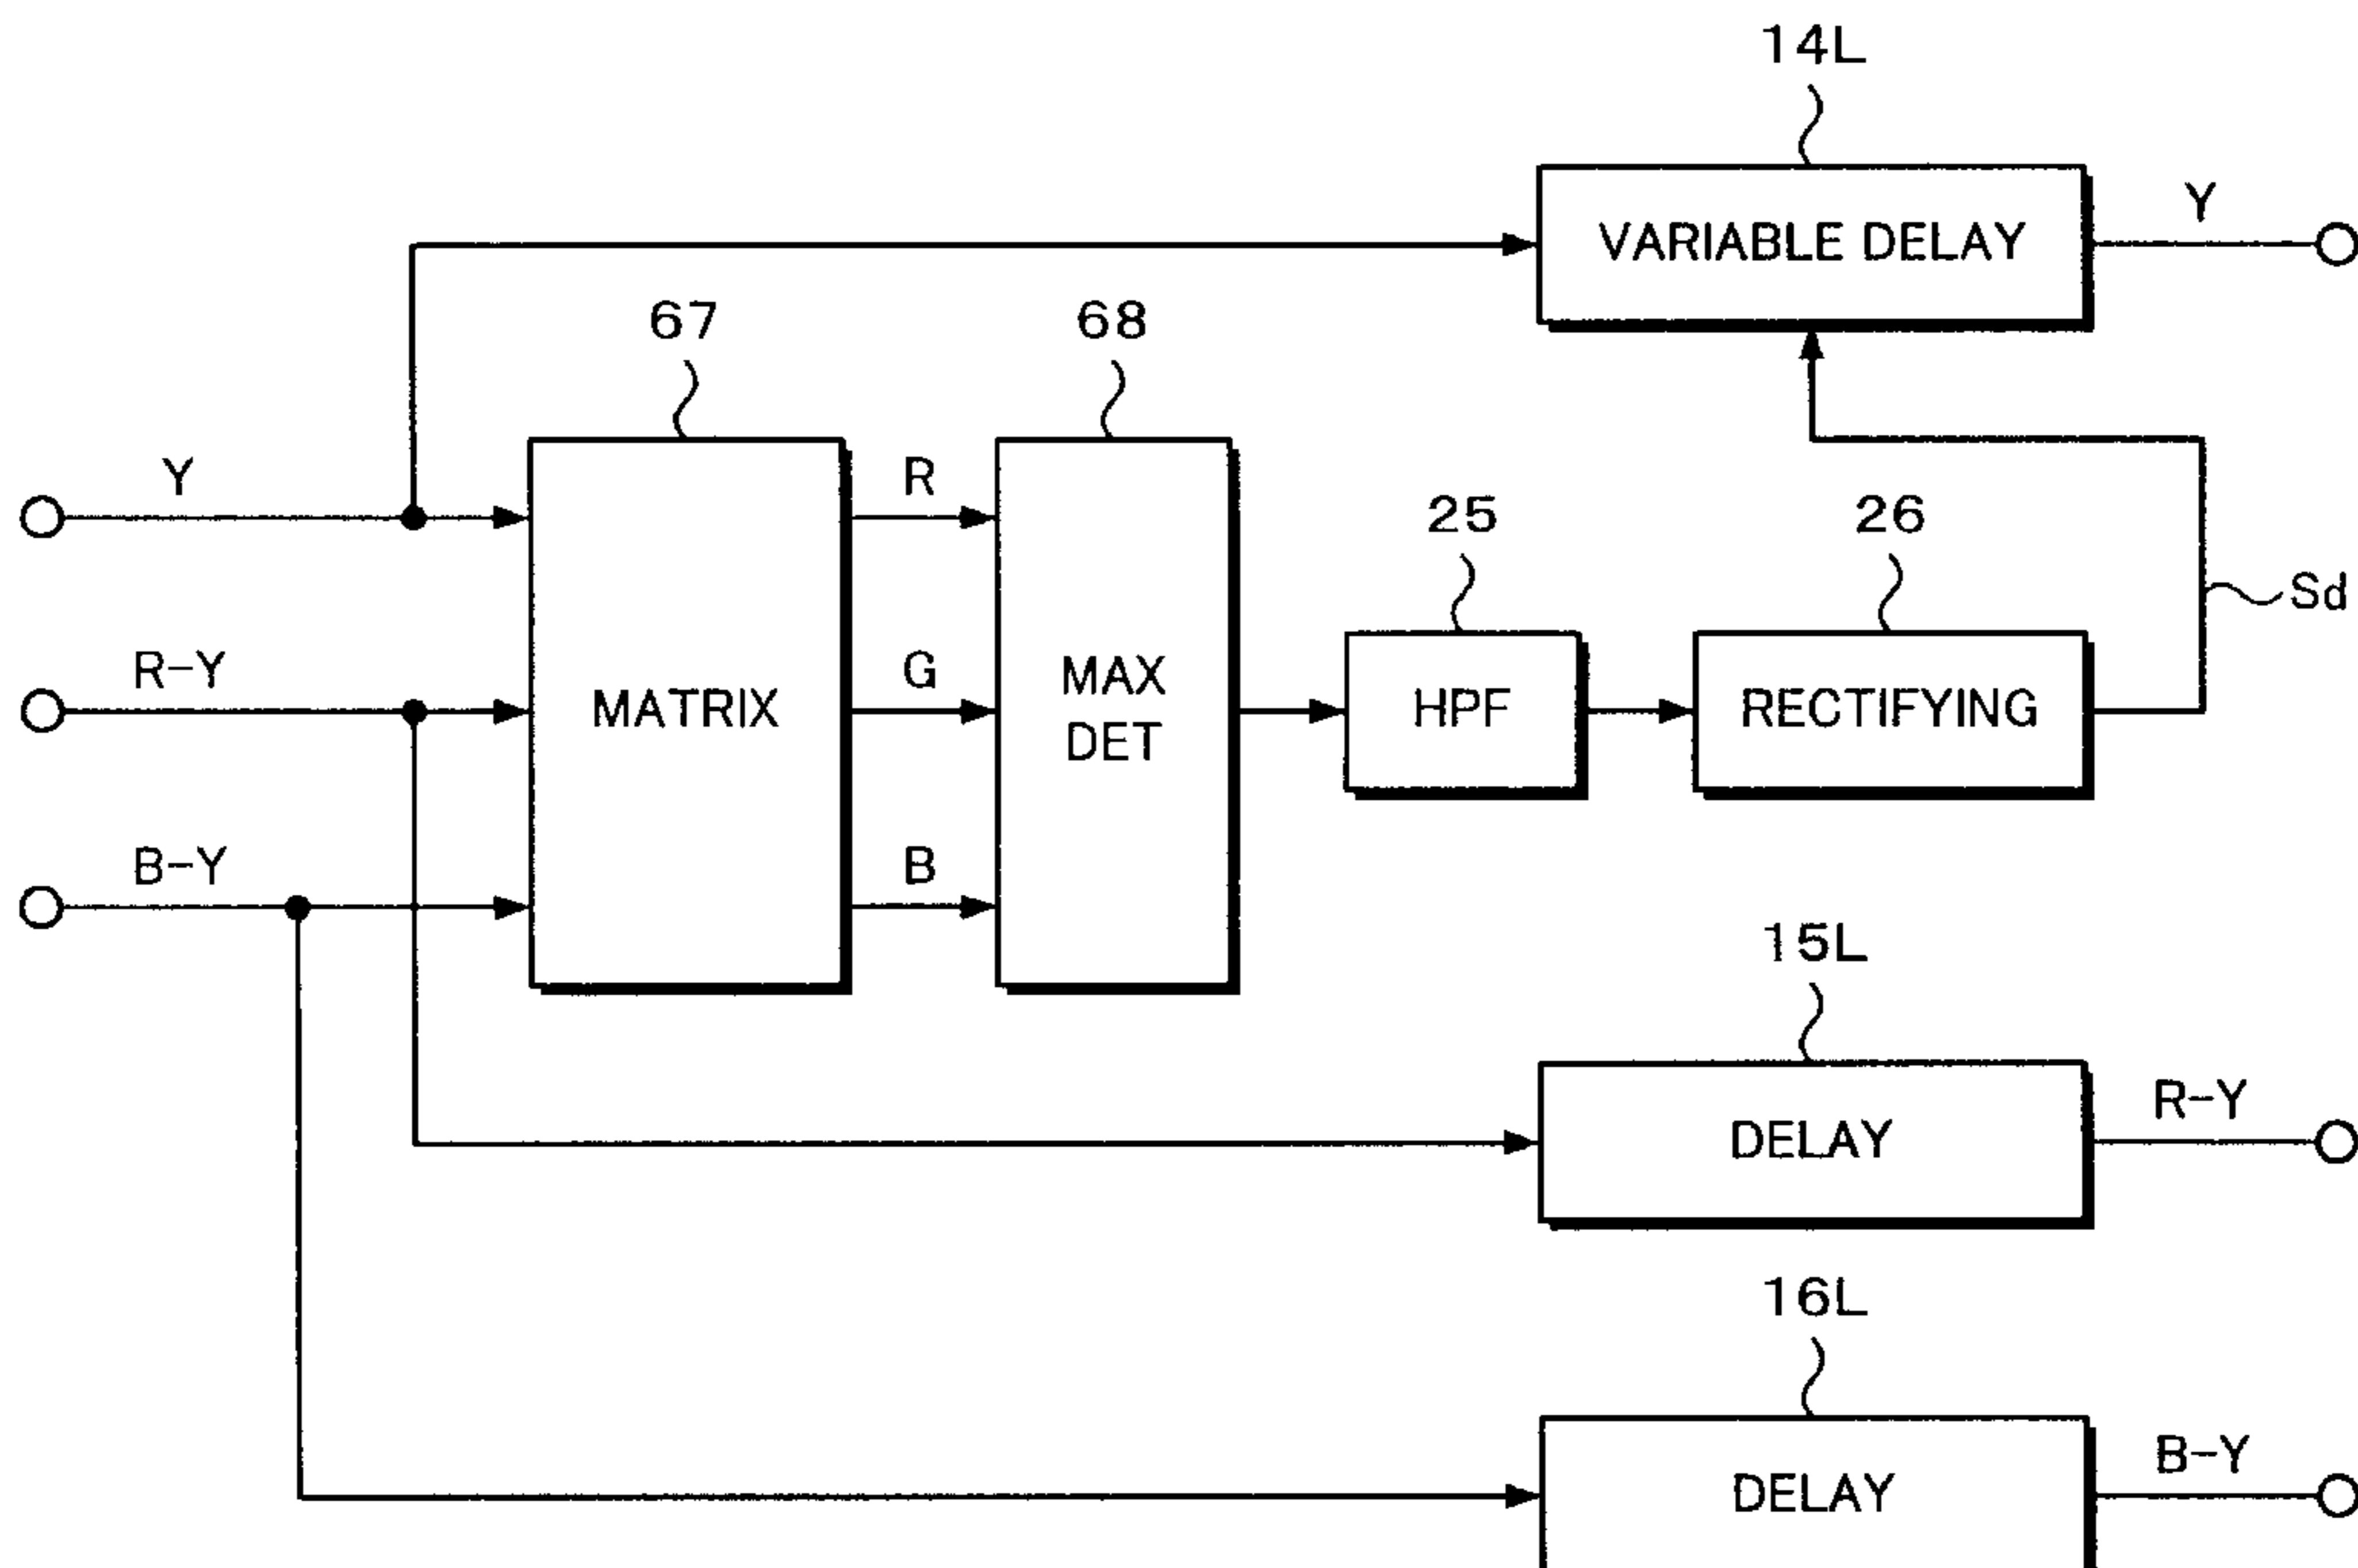 14L
VARIABLE DELAY
Y
67
68
Y
R
25
26
Sd
R-Y
G
MATRIX
MAX
DET
HPF
RECTIFYING
B-Y
B
15L
DELAY
R-Y
16L
DELAY
B-Y